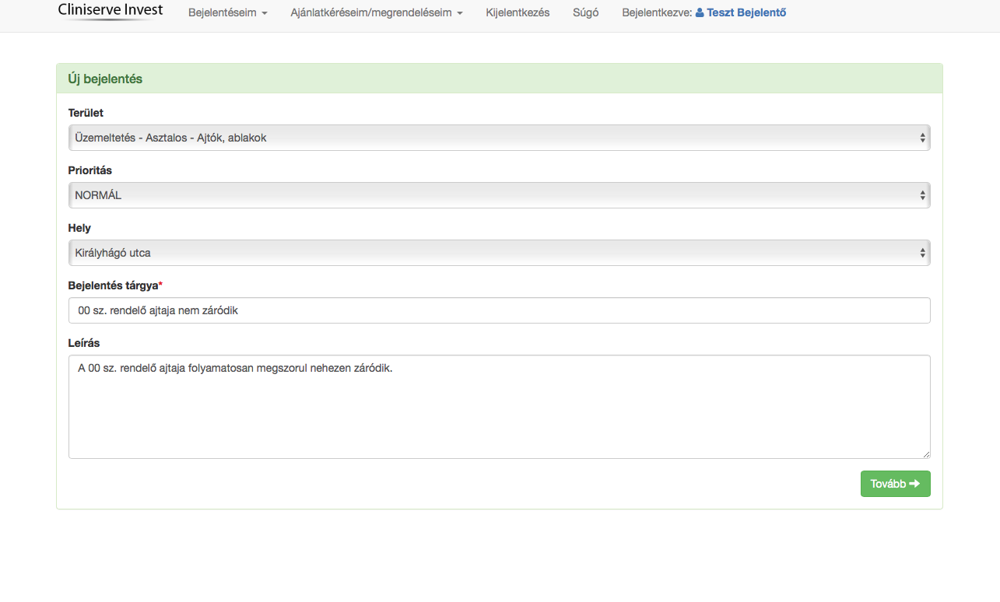 Cliniserve Invest Bejelentéseim Ajánlatkéréseim/megrendeléseim Kijelentkezés Súgó Bejelentkezve: Teszt Bejelentő
Új bejelentés
Terület
Üzemeltetés - Asztalos - Ajtók, ablakok
Prioritás
NORMÁL
Hely
Királyhágó utca
Bejelentés tárgya*
00 sz. rendelő ajtaja nem záródik
Leírás
A 00 sz. rendelő ajtaja folyamatosan megszorul nehezen záródik.
Tovább